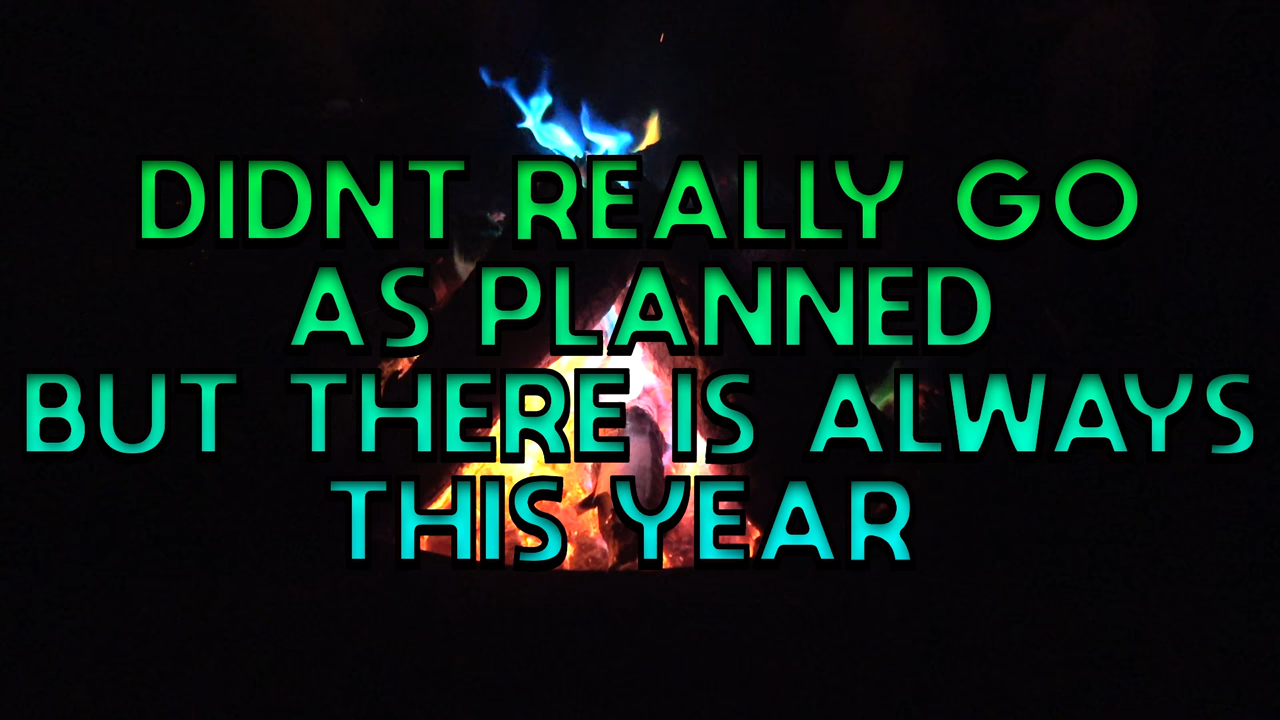 DIDNT REALLY GO
AS PLANNED
BUT THERE IS ALWAYS
THIS YEAR